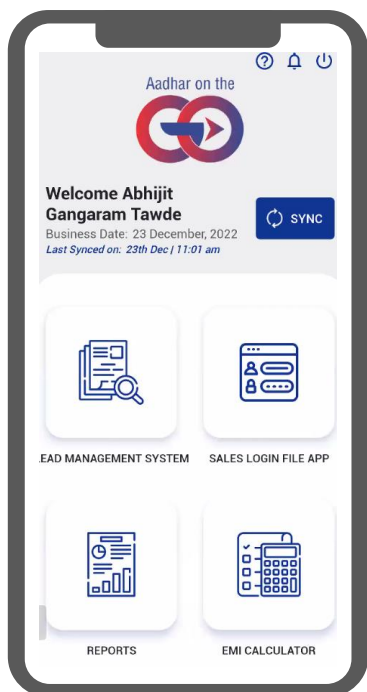 Aadhar on the
GO
Welcome Abhijit
Gangaram Tawde
Business Date: 23 December, 2022
Last Synced on: 23th Dec | 11:01 am
SYNC
EAD MANAGEMENT SYSTEM
SALES LOGIN FILE APP
REPORTS
EMI CALCULATOR